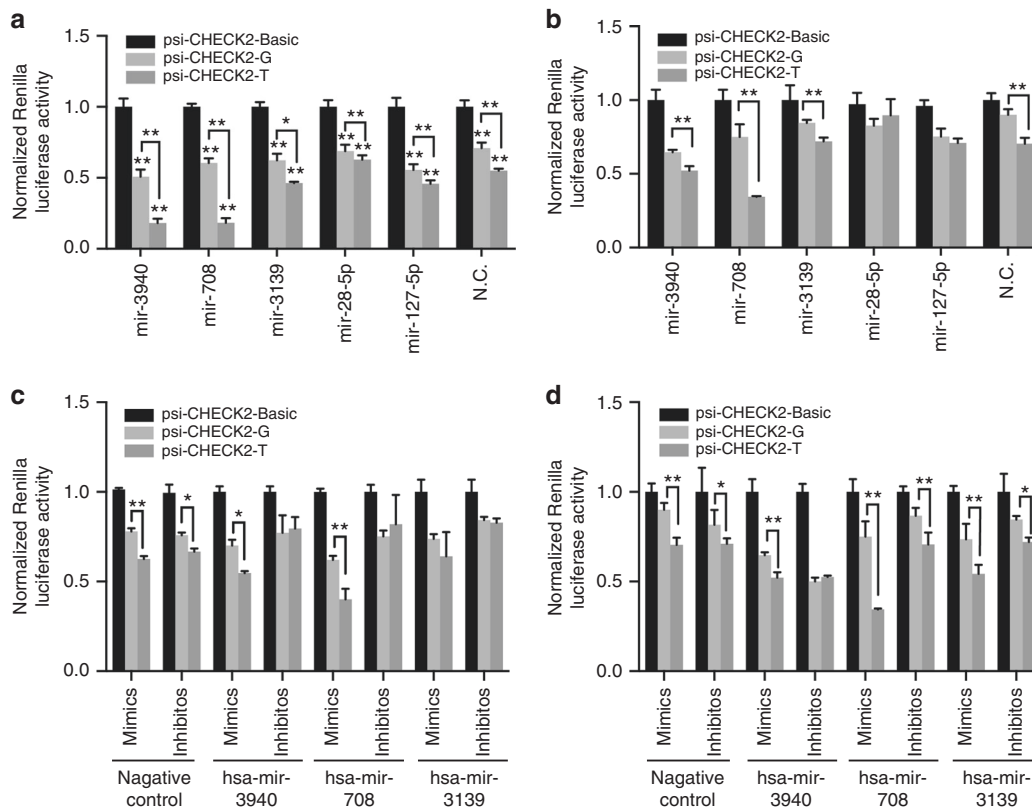 a
Normalized Renilla
luciferase activity
1.5
1.0
0.5
0.0
psi-CHECK2-Basic
psi-CHECK2-G
psi-CHECK2-T
** ** **
** ** **
** * **
** ** **
** ** **
** ** **
mir-3940
mir-708
mir-3139
mir-28-5p
mir-127-5p
N.C.
b
Normalized Renilla
luciferase activity
1.5
1.0
0.5
0.0
psi-CHECK2-Basic
psi-CHECK2-G
psi-CHECK2-T
** ** ** **
mir-3940
mir-708
mir-3139
mir-28-5p
mir-127-5p
N.C.
c
Normalized Renilla
luciferase activity
1.5
1.0
0.5
0.0
psi-CHECK2-Basic
psi-CHECK2-G
psi-CHECK2-T
** * * **
Mimics
Inhibitos
Mimics
Inhibitos
Mimics
Inhibitos
Mimics
Inhibitos
Nagative
control
hsa-mir-
3940
hsa-mir-
708
hsa-mir-
3139
d
Normalized Renilla
luciferase activity
1.5
1.0
0.5
0.0
psi-CHECK2-Basic
psi-CHECK2-G
psi-CHECK2-T
** * ** ** ** ** *
Mimics
Inhibitos
Mimics
Inhibitos
Mimics
Inhibitos
Mimics
Inhibitos
Nagative
control
hsa-mir-
3940
hsa-mir-
708
hsa-mir-
3139